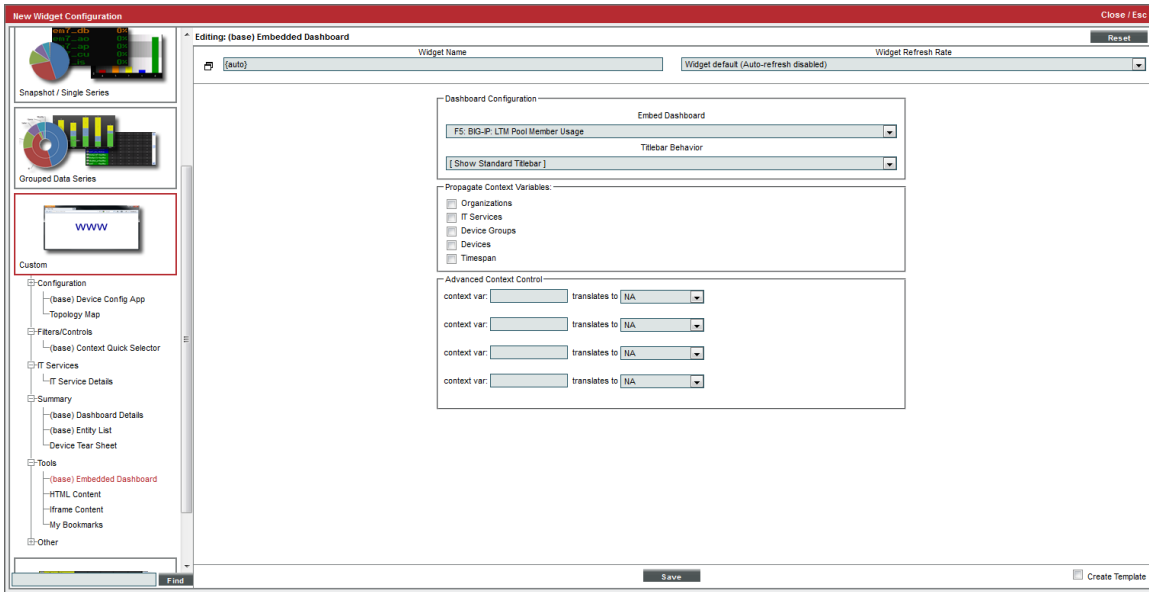 New Widget Configuration
Close / Esc
em7_db 0%
em7_ao 0%
em7_ap 0%
Snapshot / Single Series
Grouped Data Series
WWW
Custom
Configuration
(base) Device Config App
Topology Map
Filters/Controls
(base) Context Quick Selector
IT Services
IT Service Details
Summary
(base) Dashboard Details
(base) Entity List
Device Tear Sheet
Tools
(base) Embedded Dashboard
HTML Content
Iframe Content
My Bookmarks
Other
Find
Editing: (base) Embedded Dashboard
Reset
Widget Name
Widget Refresh Rate
{auto}
Widget default (Auto-refresh disabled)
Dashboard Configuration
Embed Dashboard
F5: BIG-IP: LTM Pool Member Usage
Titlebar Behavior
[ Show Standard Titlebar ]
Propagate Context Variables:
Organizations
IT Services
Device Groups
Devices
Timespan
Advanced Context Control
context var: translates to NA
context var: translates to NA
context var: translates to NA
context var: translates to NA
Save
Create Template